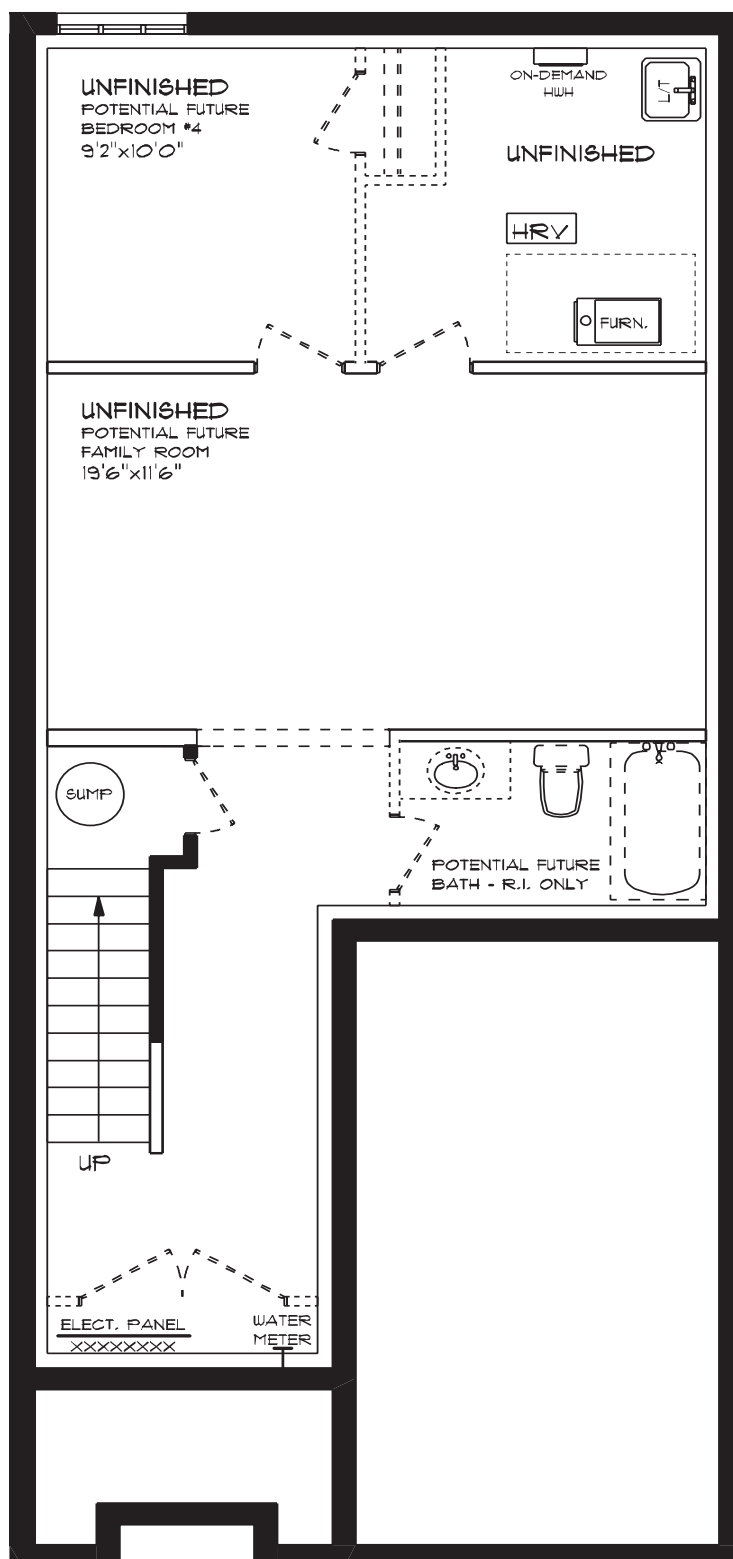 UNFINISHED
POTENTIAL FUTURE
BEDROOM #4
9'2"x10'0"
ON-DEMAND
HWH
L/T
UNFINISHED
HRV
FURN.
UNFINISHED
POTENTIAL FUTURE
FAMILY ROOM
19'6"x11'6"
SUMP
POTENTIAL FUTURE
BATH - R.I. ONLY
UP
ELECT. PANEL
XXXXXXXX
WATER
METER